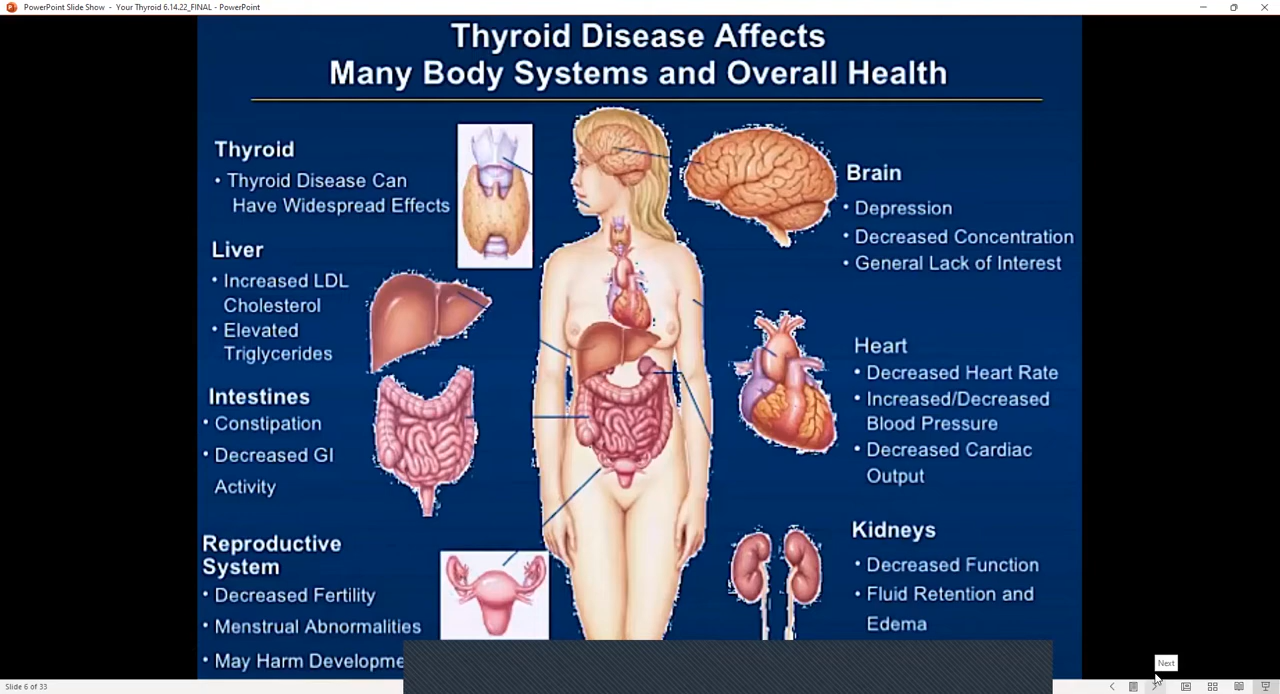 PowerPoint Slide Show - Your Thyroid 6.14.22_FINAL - PowerPoint
Thyroid Disease Affects
Many Body Systems and Overall Health
Thyroid
• Thyroid Disease Can
Have Widespread Effects
Liver
• Increased LDL
Cholesterol
• Elevated
Triglycerides
Intestines
• Constipation
• Decreased GI
Activity
Reproductive
System
• Decreased Fertility
• Menstrual Abnormalities
• May Harm
Brain
• Depression
• Decreased Concentration
• General Lack of Interest
Heart
• Decreased Heart Rate
• Increased/Decreased
Blood Pressure
• Decreased Cardiac
Output
Kidneys
• Decreased Function
• Fluid Retention and
Edema
Next
Slide 6 of 33